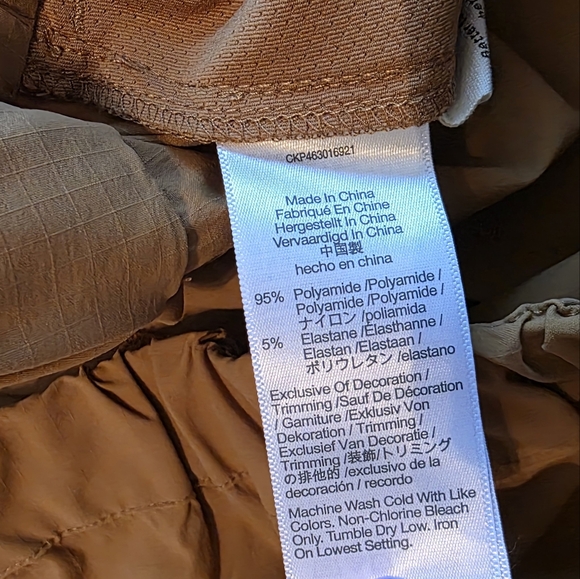 CKP463016921
Made In China
Fabriqué En Chine
Hergestellt In China
Vervaardigd In China
中国製
hecho en china
95% Polyamide /Polyamide /
Polyamide /Polyamide /
ナイロン /poliamida
5% Elastane /Elasthanne /
Elastan /Elastaan /
ポリウレタン /elastano
Exclusive Of Decoration /
Trimming /Sauf De Décoration
/ Garniture /Exklusiv Von
Dekoration / Trimming /
Exclusief Van Decoratie /
Trimming /装飾/トリミング
の排他的 /exclusivo de la
decoración / recordo
Machine Wash Cold With Like
Colors. Non-Chlorine Bleach
Only. Tumble Dry Low. Iron
On Lowest Setting.